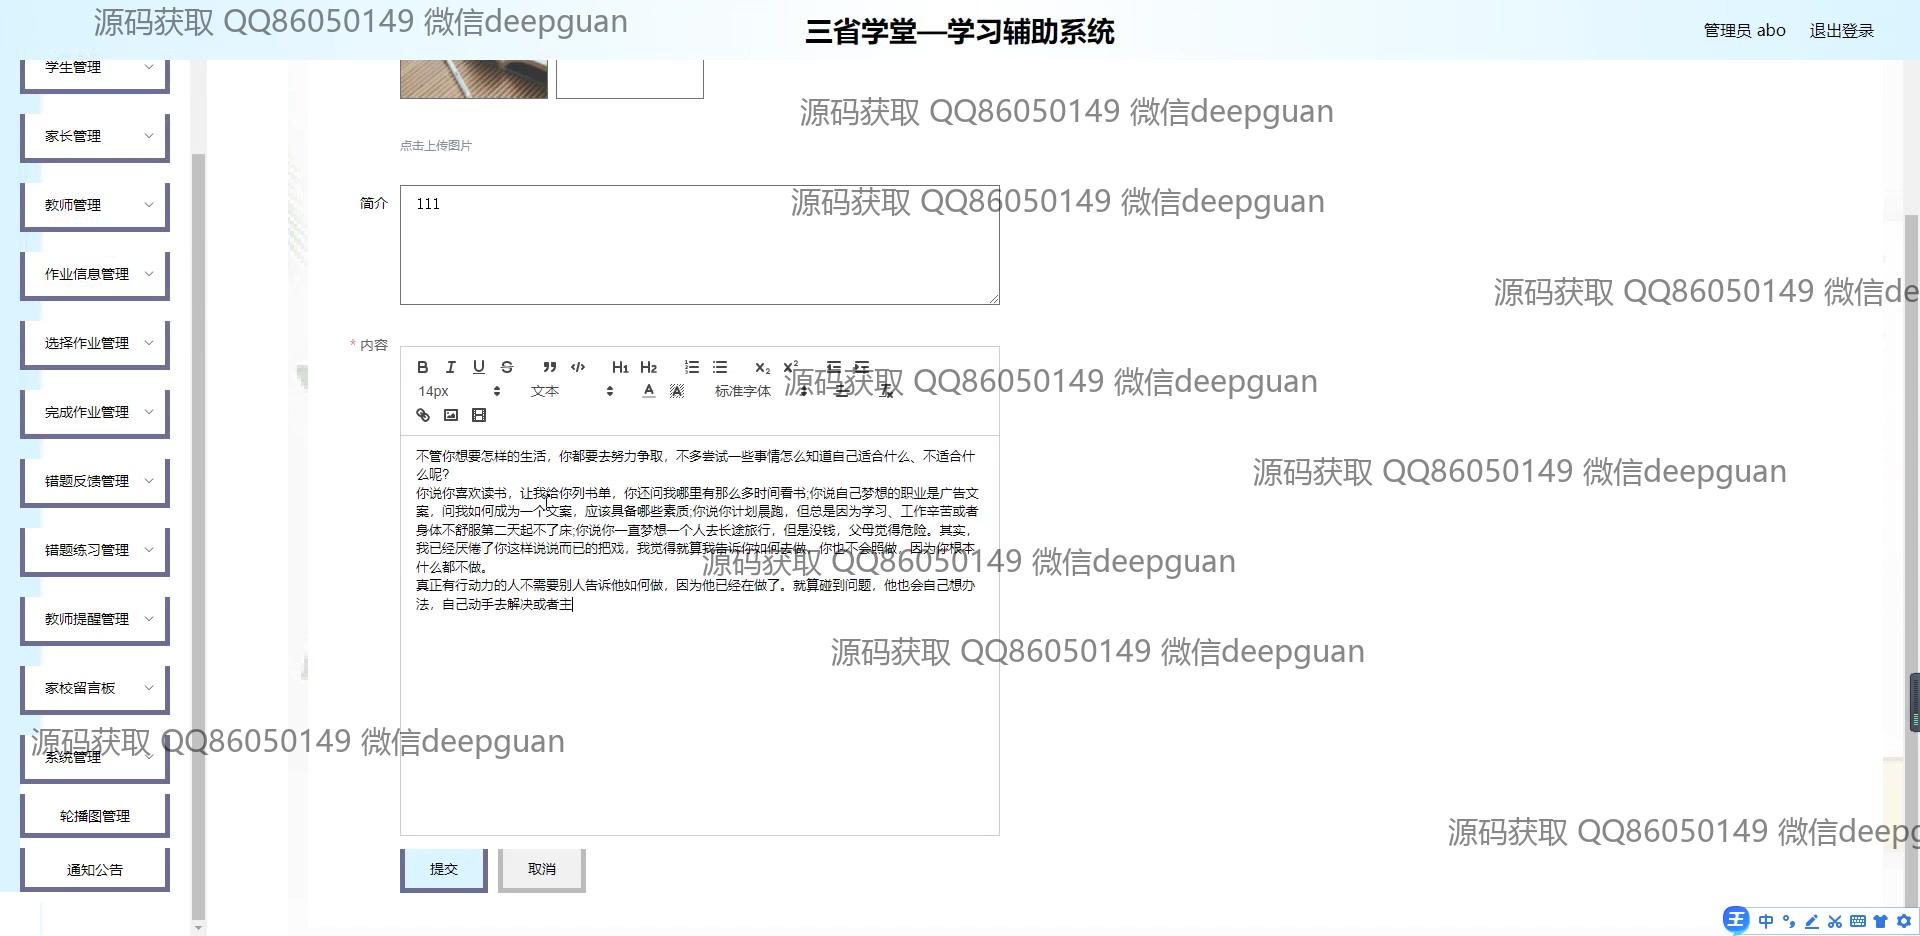 源码获取 QQ86050149 微信deepguan
三省学堂—学习辅助系统
管理员 abo
退出登录
学生管理
家长管理
教师管理
作业信息管理
选择作业管理
完成作业管理
错题反馈管理
错题练习管理
教师提醒管理
家校留言板
系统管理
轮播图管理
通知公告
源码获取 QQ86050149 微信deepguan
点击上传图片
简介
111
源码获取 QQ86050149 微信deepguan
源码获取 QQ86050149 微信de
* 内容
B I U S ” </> H1 H2 X2 X2
14px 文本 A A 标准字体
源码获取 QQ86050149 微信deepguan
源码获取 QQ86050149 微信deepguan
不管你想要怎样的生活，你都要去努力争取，不多尝试一些事情怎么知道自己适合什么、不适合什
么呢？
你说你喜欢读书，让我给你列书单，你还问我哪里有那么多时间看书;你说自己梦想的职业是广告文
案，问我如何成为一个文案，应该具备哪些素质;你说你计划晨跑，但总是因为学习、工作辛苦或者
身体不舒服第二天起不了床;你说你一直梦想一个人去长途旅行，但是没钱，父母觉得危险。其实，
我已经厌倦了你这样说说而已的把戏，我觉得就算我告诉你如何去做，你也不会照做，因为你根本
什么都不做。
源码获取 QQ86050149 微信deepguan
真正有行动力的人不需要别人告诉他如何做，因为他已经在做了。就算碰到问题，他也会自己想办
法，自己动手去解决或者主
源码获取 QQ86050149 微信deepguan
源码获取 QQ86050149 微信deepguan
源码获取 QQ86050149 微信deepg
提交
取消
王 中